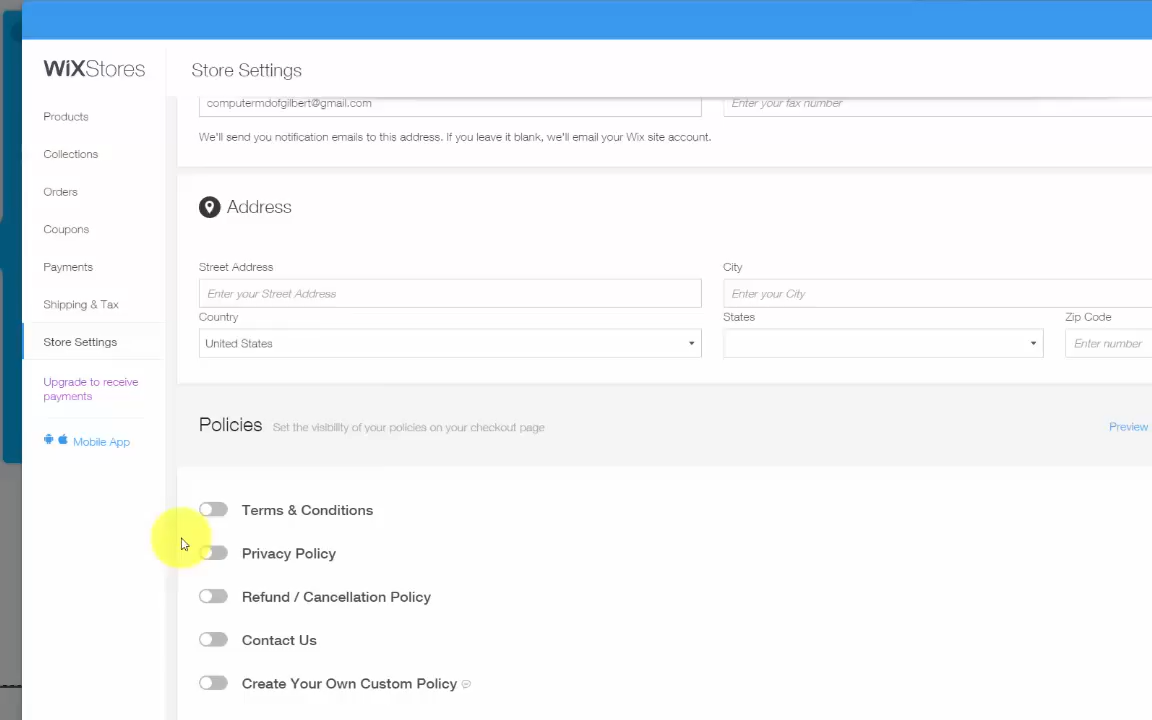 WiXStores
Store Settings
computermdofgilbert@gmail.com
Enter your fax number
We'll send you notification emails to this address. If you leave it blank, we'll email your Wix site account.
Products
Collections
Orders
Coupons
Payments
Shipping & Tax
Store Settings
Upgrade to receive
payments
Mobile App
Address
Street Address
City
Enter your Street Address
Enter your City
Country
States
Zip Code
United States
Enter number
Policies Set the visibility of your policies on your checkout page
Preview
Terms & Conditions
Privacy Policy
Refund / Cancellation Policy
Contact Us
Create Your Own Custom Policy